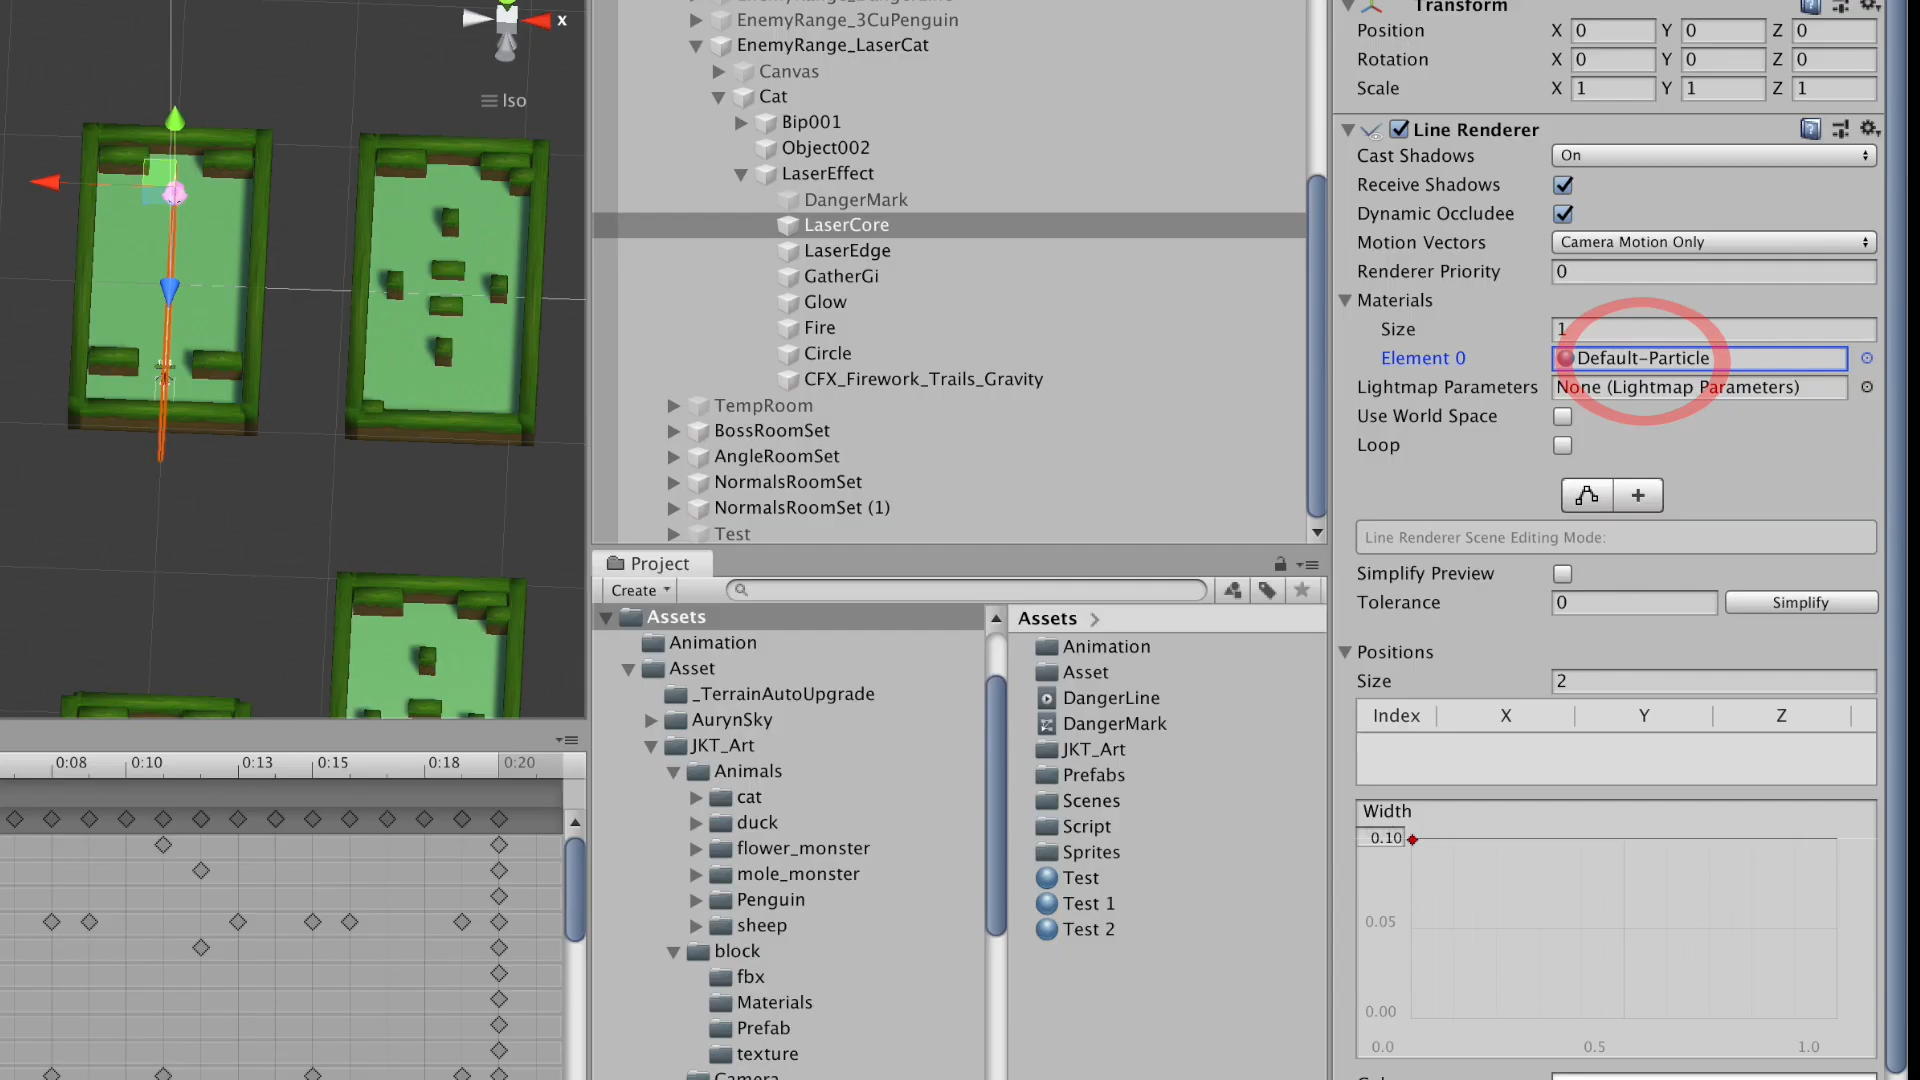 x
Iso
EnemyRange_3CuPenguin
EnemyRange_LaserCat
Canvas
Cat
Bip001
Object002
LaserEffect
DangerMark
LaserCore
LaserEdge
GatherGi
Glow
Fire
Circle
CFX_Firework_Trails_Gravity
TempRoom
BossRoomSet
AngleRoomSet
NormalsRoomSet
NormalsRoomSet (1)
Test
Transform
Position X 0 Y 0 Z 0
Rotation X 0 Y 0 Z 0
Scale X 1 Y 1 Z 1
Line Renderer
Cast Shadows On
Receive Shadows
Dynamic Occludee
Motion Vectors Camera Motion Only
Renderer Priority 0
Materials
Size 1
Element 0 Default-Particle
Lightmap Parameters None (Lightmap Parameters)
Use World Space
Loop
+
Line Renderer Scene Editing Mode:
Simplify Preview
Tolerance 0 Simplify
Positions
Size 2
Index X Y Z
Width
0.10
0.05
0.00
0.0 0.5 1.0
Project
Create
Assets
Animation
Asset
_TerrainAutoUpgrade
AurynSky
JKT_Art
Animals
cat
duck
flower_monster
mole_monster
Penguin
sheep
block
fbx
Materials
Prefab
texture
Camera
Assets
Animation
Asset
DangerLine
DangerMark
JKT_Art
Prefabs
Scenes
Script
Sprites
Test
Test 1
Test 2
0:08 0:10 0:13 0:15 0:18 0:20